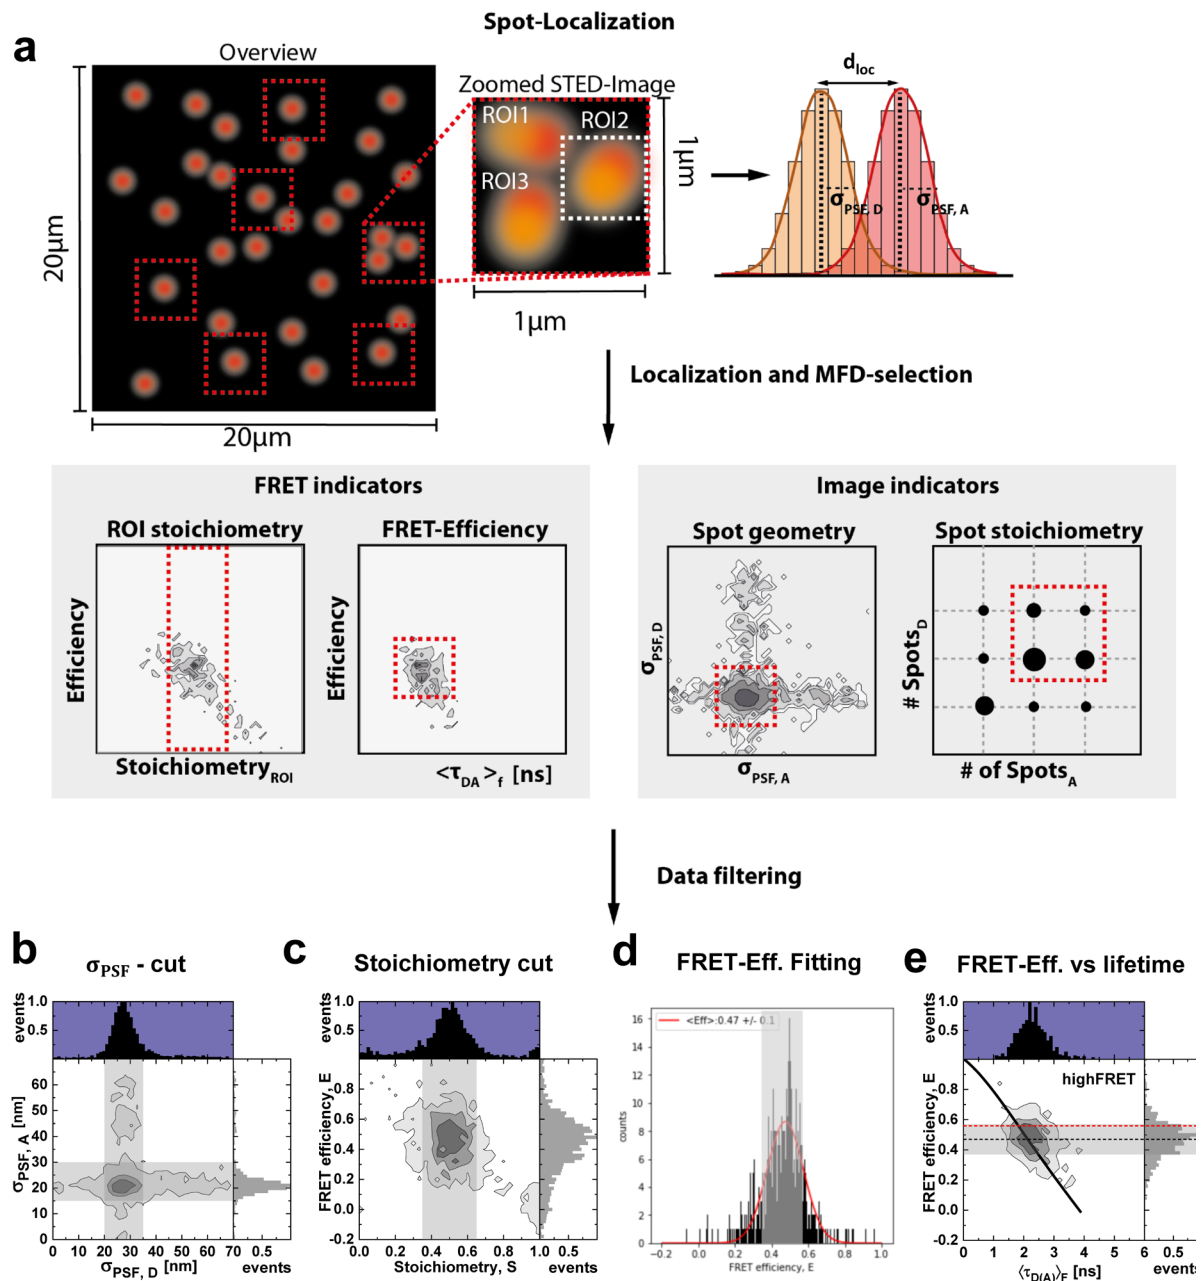 Spot-Localization
a
Overview
20µm
20µm
Zoomed STED-Image
ROI1
ROI2
ROI3
1µm
1µm
d_loc
σ_PSF, D
σ_PSF, A
Localization and MFD-selection
FRET indicators
ROI stoichiometry
FRET-Efficiency
Efficiency
Stoichiometry_ROI
Efficiency
<τ_DA>_f [ns]
Image indicators
Spot geometry
Spot stoichiometry
σ_PSF, D
σ_PSF, A
# Spots_D
# of Spots_A
Data filtering
b
σ_PSF - cut
events
1.0
0.5
σ_PSF, A [nm]
60
50
40
30
20
10
0
0 10 20 30 40 50 60 70
0.5
σ_PSF, D [nm]
events
c
Stoichiometry cut
events
1.0
0.5
FRET efficiency, E
0.8
0.6
0.4
0.2
0.0
-0.2
0.0 0.2 0.4 0.6 0.8 1.0
0.5
Stoichiometry, S
events
d
FRET-Eff. Fitting
<Eff>:0.47 +/- 0.1
counts
16
14
12
10
8
6
4
2
0
−0.2 0.0 0.2 0.4 0.6 0.8 1.0
FRET efficiency, E
e
FRET-Eff. vs lifetime
events
1.0
0.5
highFRET
FRET efficiency, E
0.8
0.6
0.4
0.2
0.0
-0.2
0 1 2 3 4 5
0.5
⟨τ_D(A)⟩_F [ns]
events